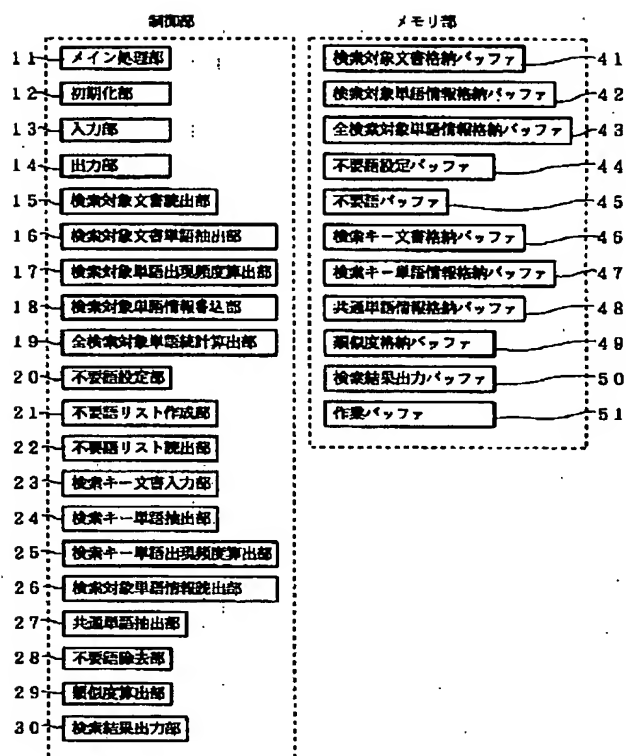 制御部
11 メイン処理部
12 初期化部
13 入力部
14 出力部
15 検索対象文書読出部
16 検索対象文書単語抽出部
17 検索対象単語出現頻度算出部
18 検索対象単語情報書込部
19 全検索対象単語統計算出部
20 不要語設定部
21 不要語リスト作成部
22 不要語リスト読出部
23 検索キー文書入力部
24 検索キー単語抽出部
25 検索キー単語出現頻度算出部
26 検索対象単語情報読出部
27 共通単語抽出部
28 不要語除去部
29 類似度算出部
30 検索結果出力部
メモリ部
検索対象文書格納バッファ 41
検索対象単語情報格納バッファ 42
全検索対象単語情報格納バッファ 43
不要語設定バッファ 44
不要語バッファ 45
検索キー文書格納バッファ 46
検索キー単語情報格納バッファ 47
共通単語情報格納バッファ 48
類似度格納バッファ 49
検索結果出力バッファ 50
作業バッファ 51